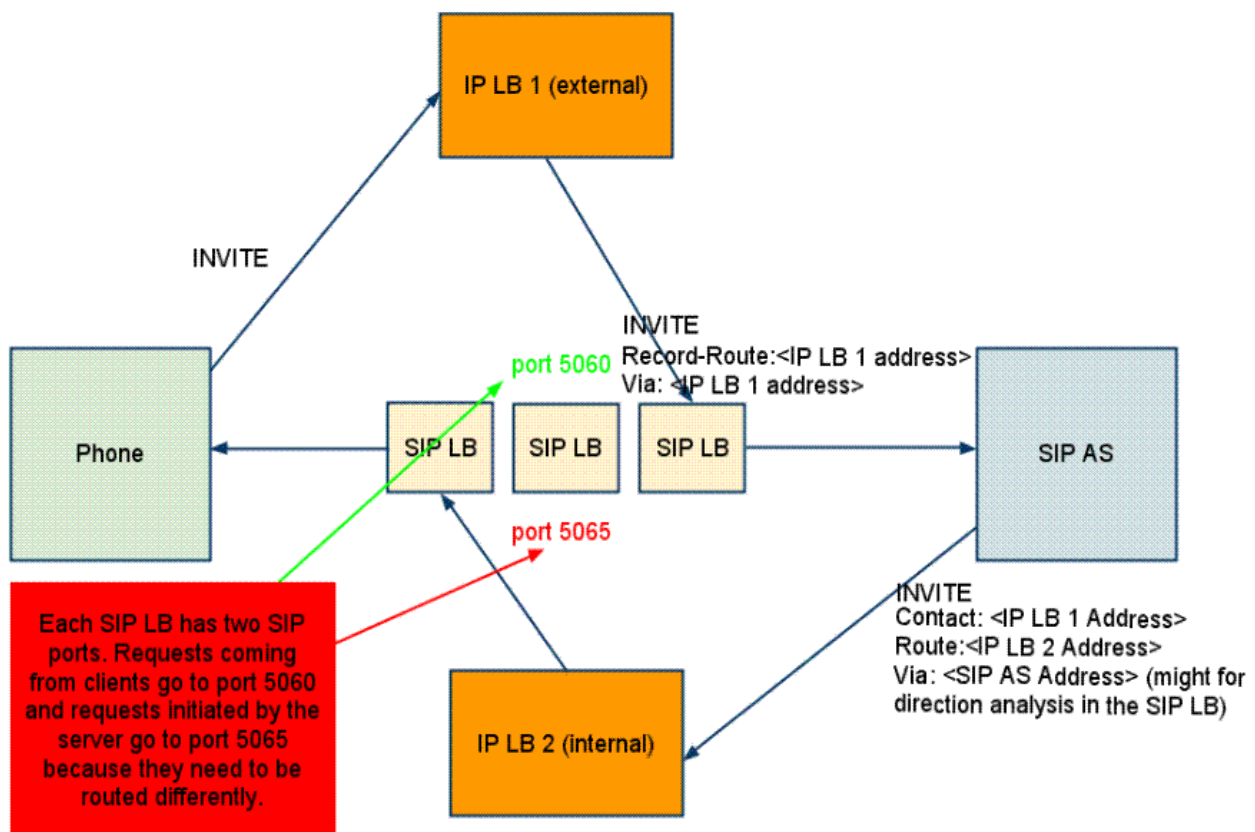 IP LB 1 (external)
INVITE
INVITE
Record-Route:<IP LB 1 address>
Via: <IP LB 1 address>
port 5060
Phone
SIP LB
SIP LB
SIP LB
SIP AS
port 5065
Each SIP LB has two SIP
ports. Requests coming
from clients go to port 5060
and requests initiated by the
server go to port 5065
because they need to be
routed differently.
INVITE
Contact: <IP LB 1 Address>
Route:<IP LB 2 Address>
Via: <SIP AS Address> (might for
direction analysis in the SIP LB)
IP LB 2 (internal)